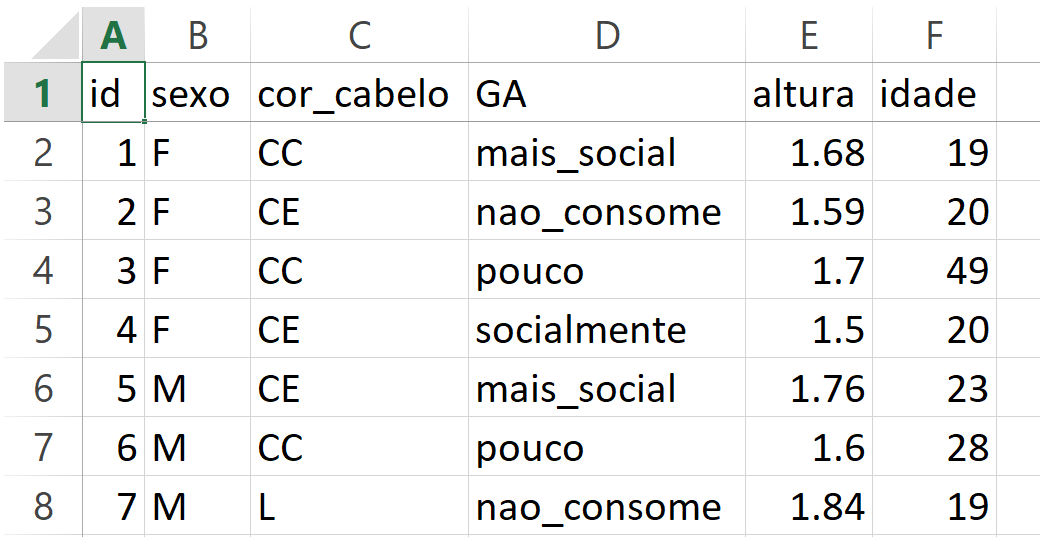 A B C D E F
1 id sexo cor_cabelo GA altura idade
2 1 F CC mais_social 1.68 19
3 2 F CE nao_consome 1.59 20
4 3 F CC pouco 1.7 49
5 4 F CE socialmente 1.5 20
6 5 M CE mais_social 1.76 23
7 6 M CC pouco 1.6 28
8 7 M L nao_consome 1.84 19